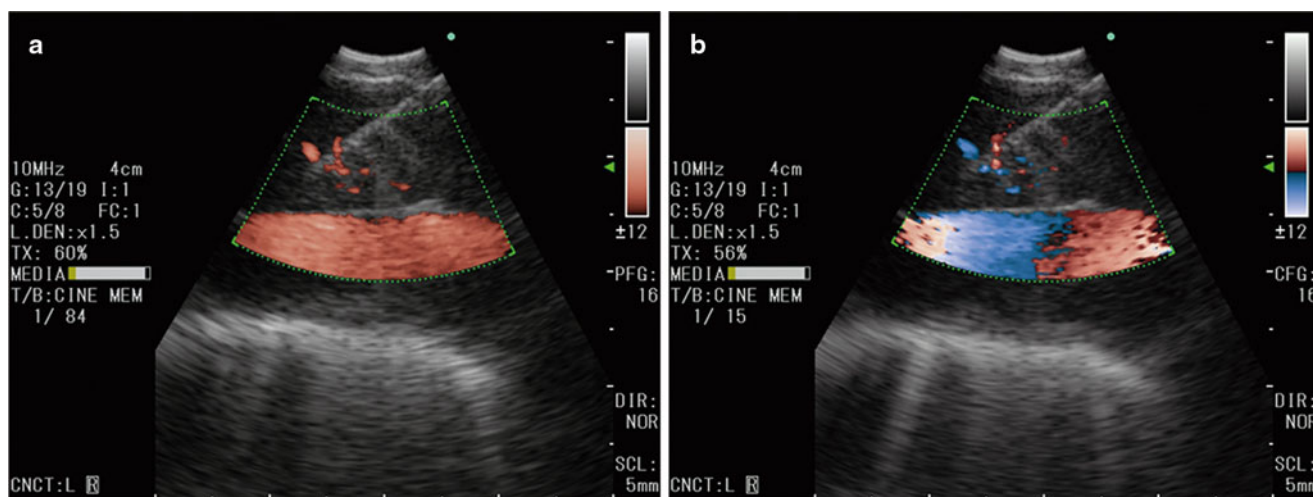 a
10MHz 4cm
G:13/19 I:1
C:5/8 FC:1
L.DEN:x1.5
TX: 60%
MEDIA
T/B:CINE MEM
1/ 84
CNCT:L R
±12
PFG:
16
DIR:
NOR
SCL:
5mm
b
10MHz 4cm
G:13/19 I:1
C:5/8 FC:1
L.DEN:x1.5
TX: 56%
MEDIA
T/B:CINE MEM
1/ 15
CNCT:L R
±12
CFG:
16
DIR:
NOR
SCL:
5mm